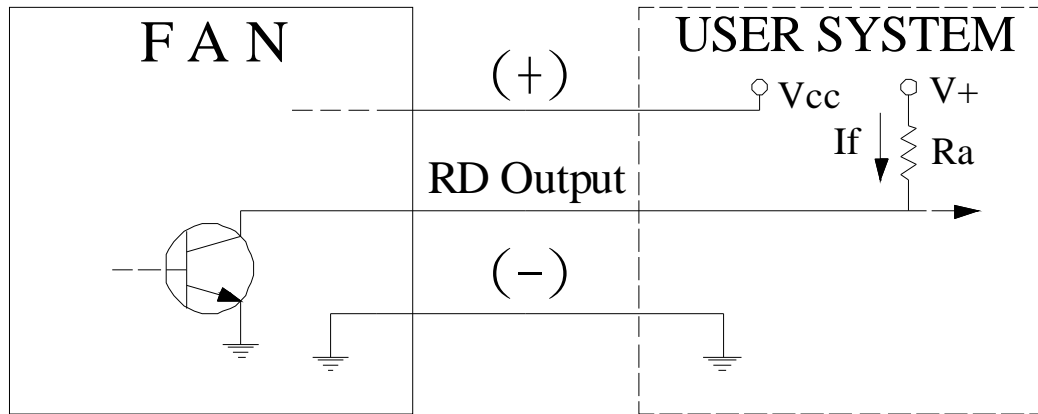 F A N
USER SYSTEM
(+)
Vcc
V+
If
Ra
RD Output
(-)